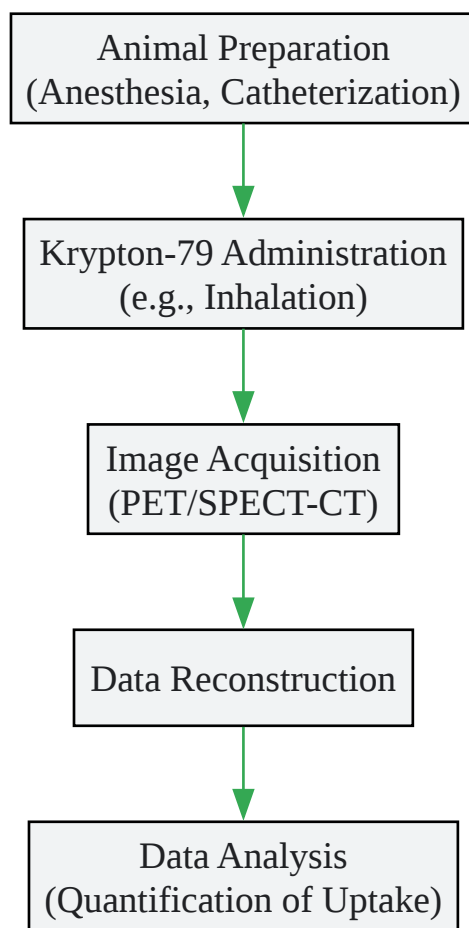 Animal Preparation
(Anesthesia, Catheterization)
Krypton-79 Administration
(e.g., Inhalation)
Image Acquisition
(PET/SPECT-CT)
Data Reconstruction
Data Analysis
(Quantification of Uptake)